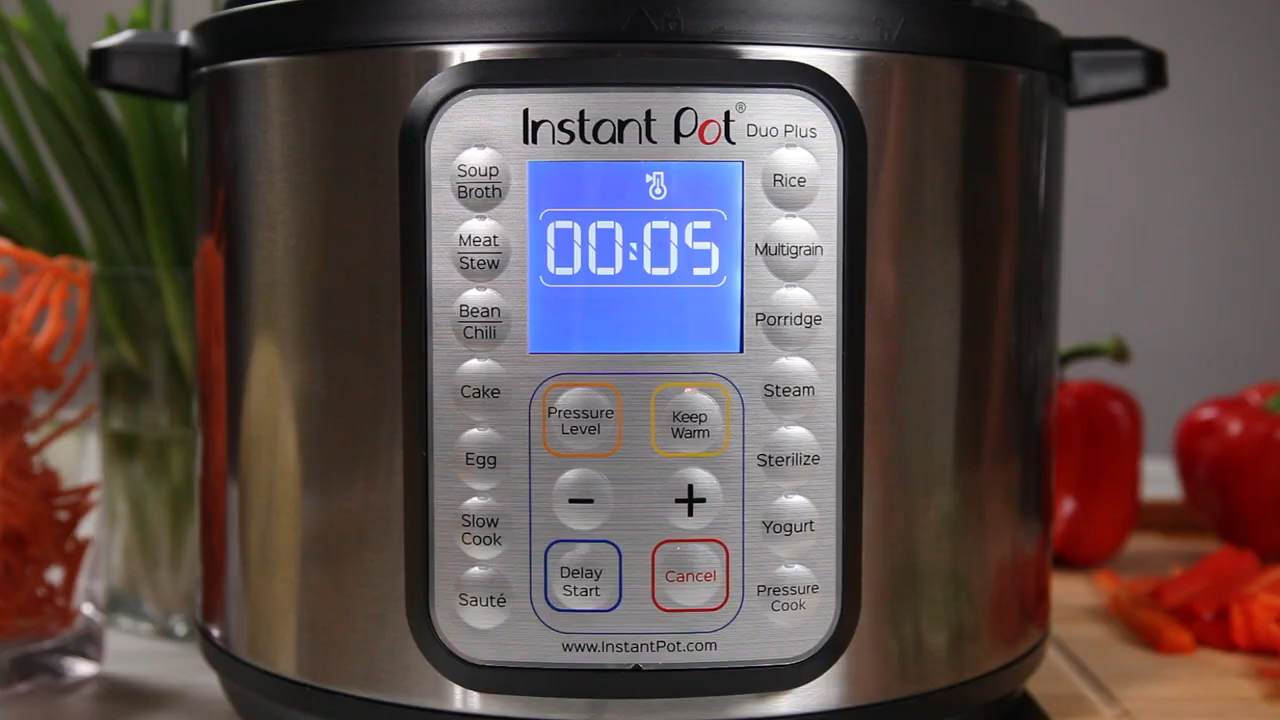 Instant Pot®
Duo Plus
00:05
Soup
Broth
Meat
Stew
Bean
Chili
Cake
Egg
Slow
Cook
Sauté
Pressure
Level
Keep
Warm
−
+
Delay
Start
Cancel
Rice
Multigrain
Porridge
Steam
Sterilize
Yogurt
Pressure
Cook
www.InstantPot.com